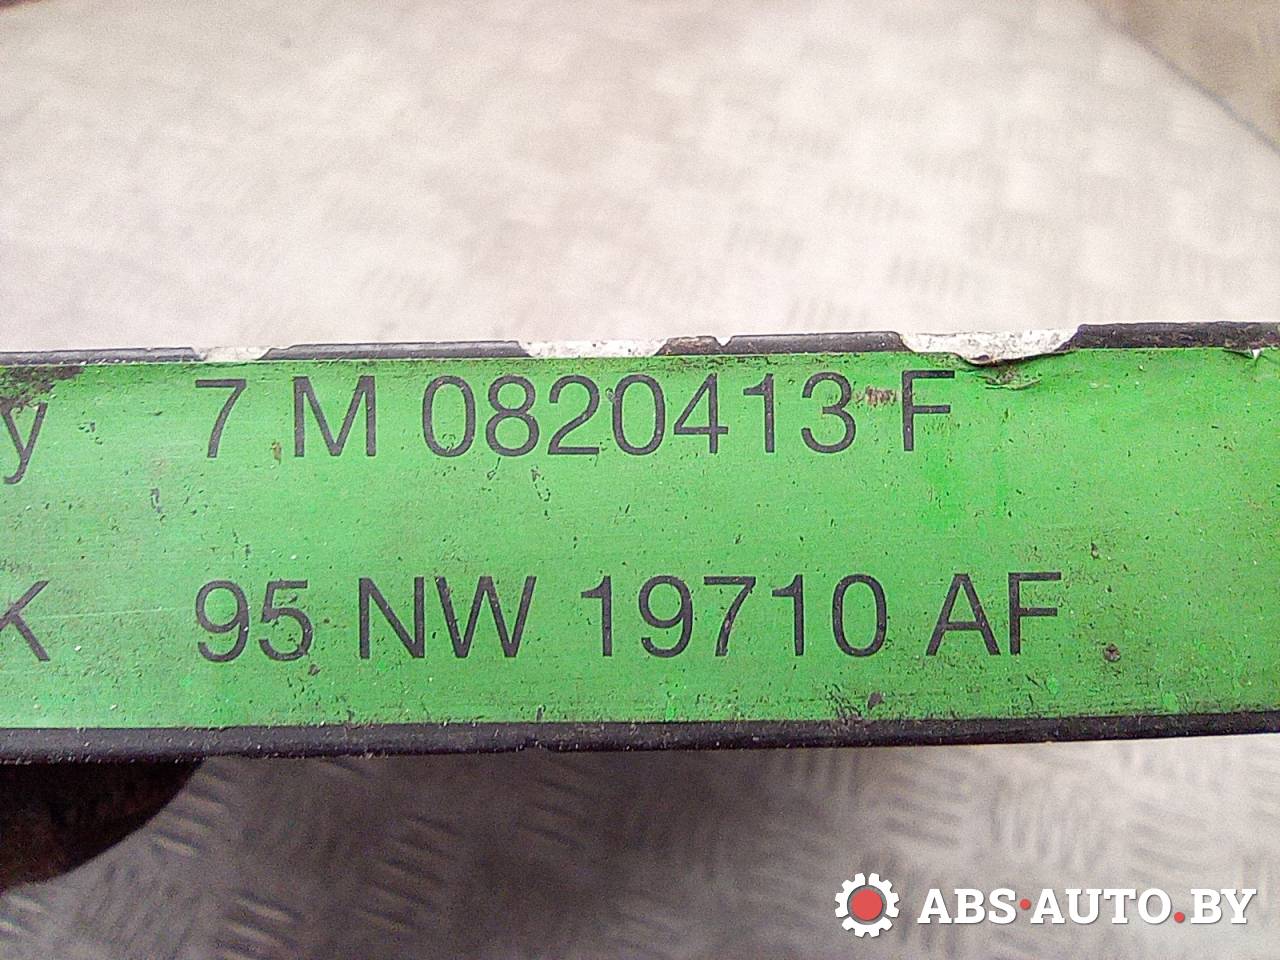 y 7 M 0820413 F
K 95 NW 19710 AF
ABS·AUTO.BY